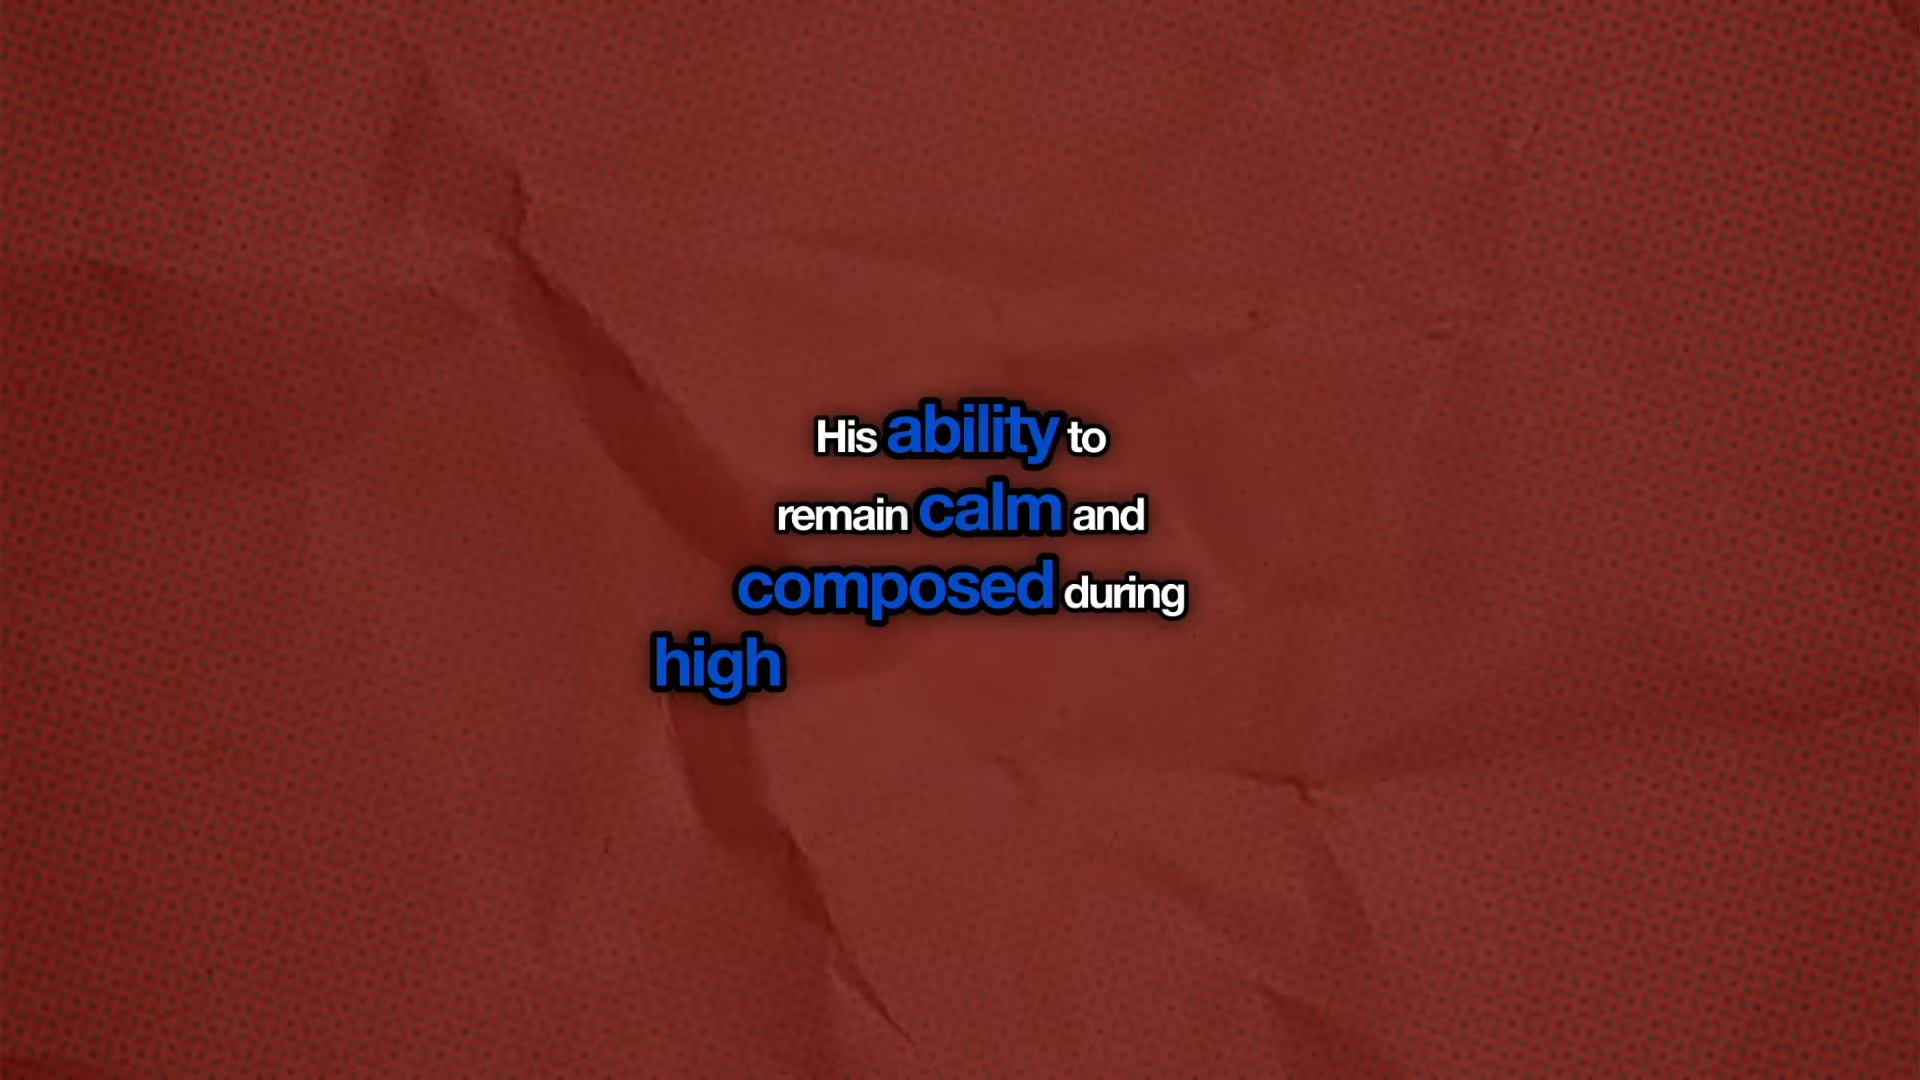 His ability to
remain calm and
composed during
high